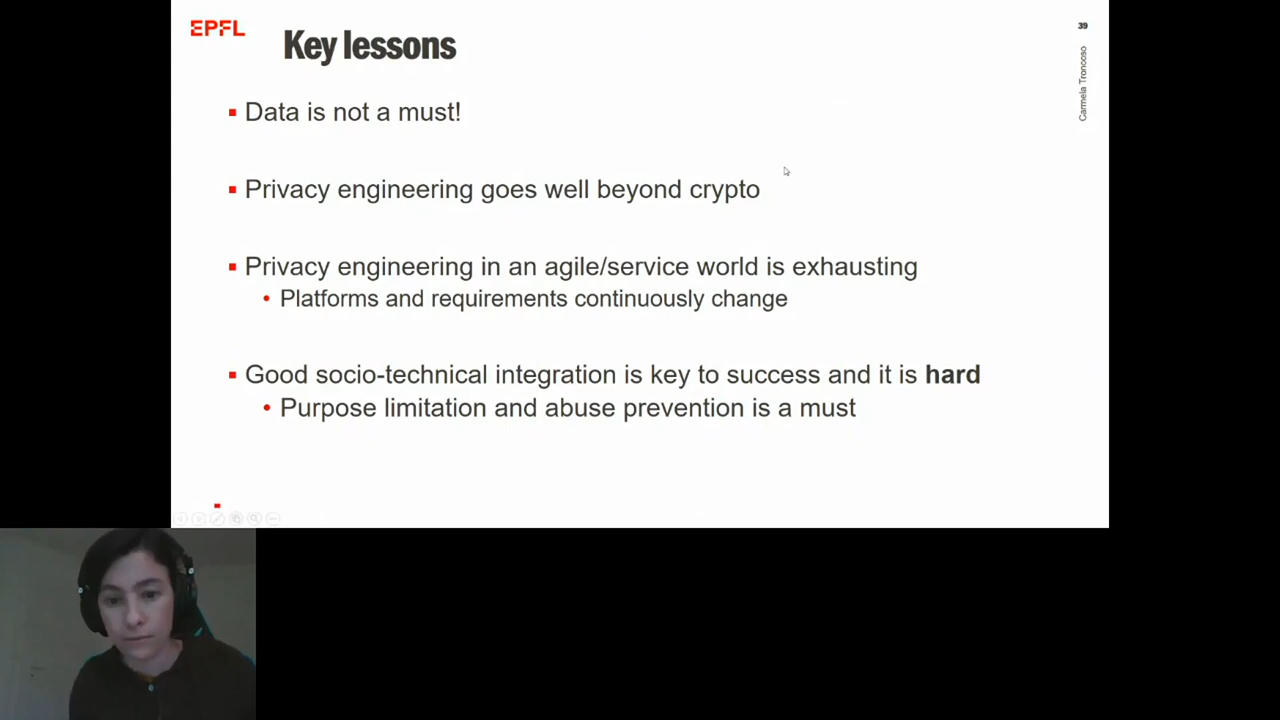 EPFL
Key lessons
39
Carmela Troncoso
Data is not a must!
Privacy engineering goes well beyond crypto
Privacy engineering in an agile/service world is exhausting
Platforms and requirements continuously change
Good socio-technical integration is key to success and it is hard
Purpose limitation and abuse prevention is a must